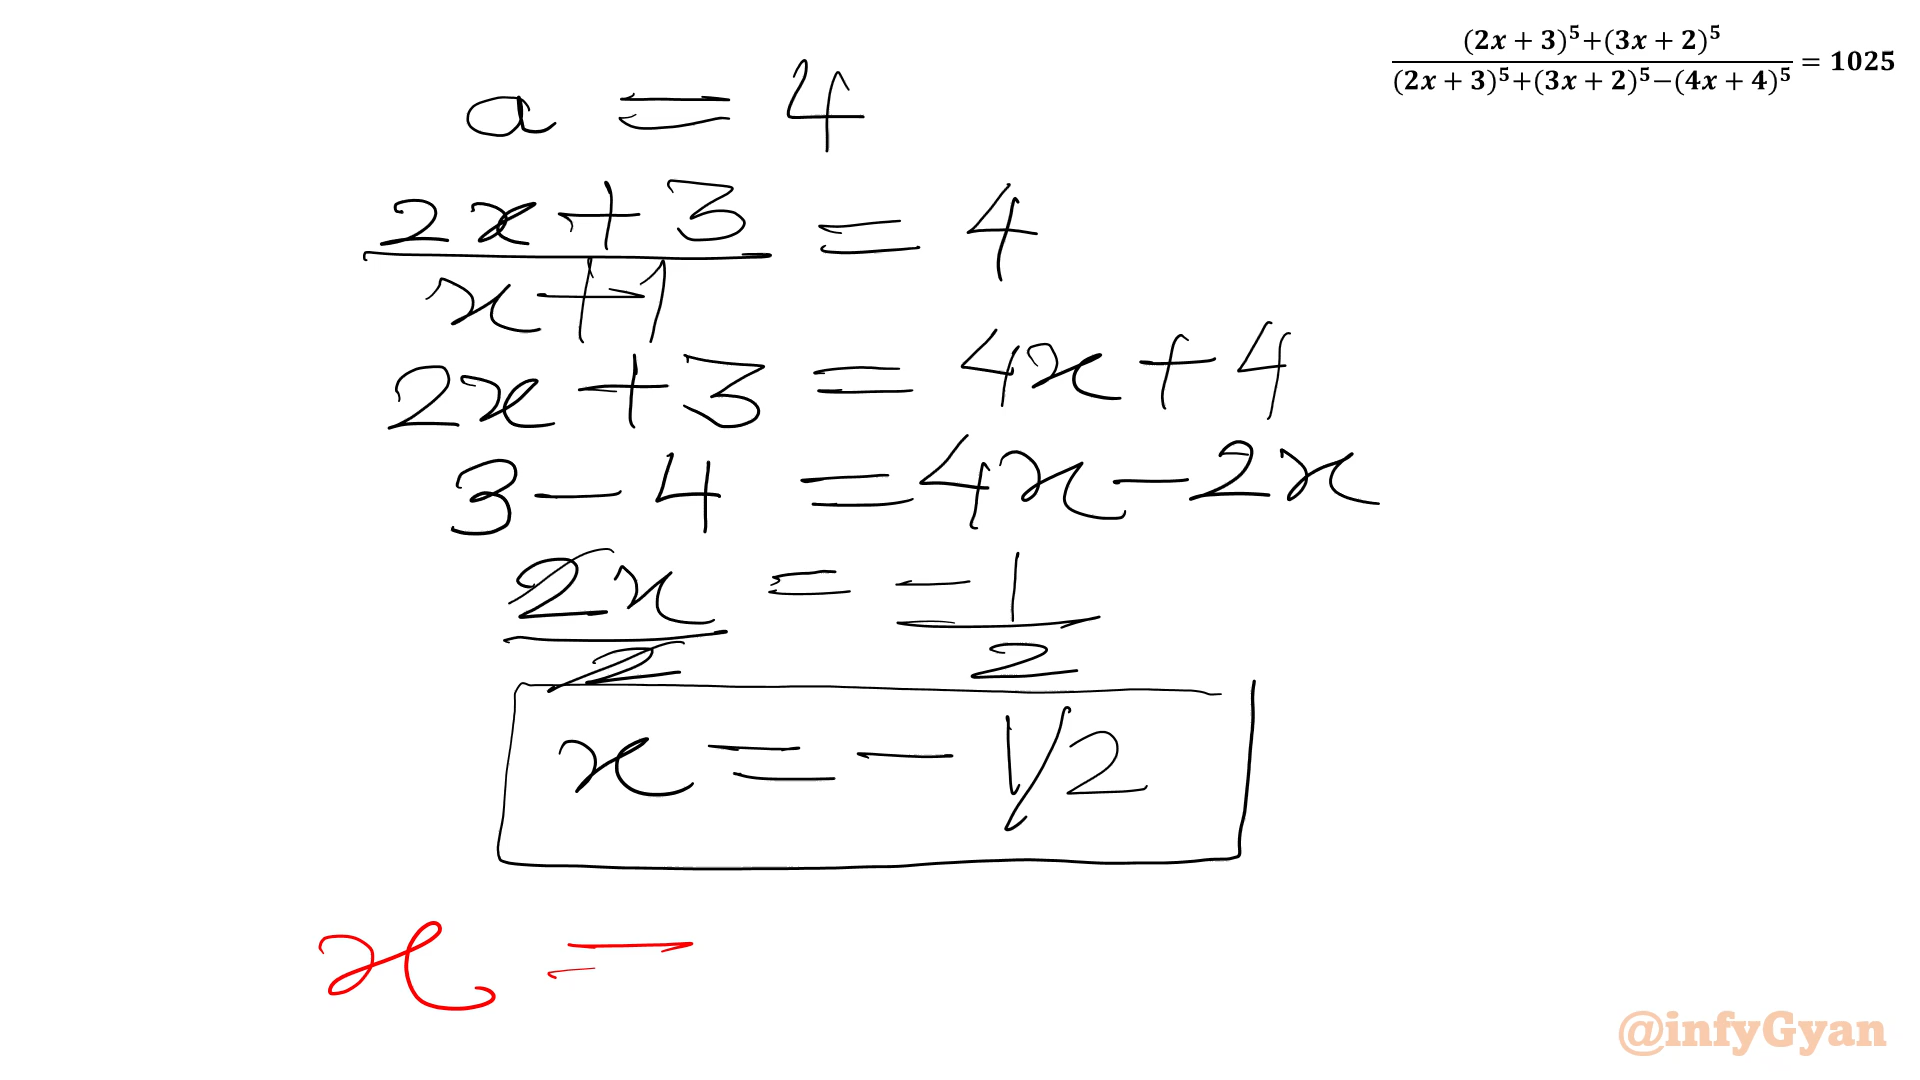 (2x + 3)⁵+(3x + 2)⁵
(2x + 3)⁵+(3x + 2)⁵−(4x + 4)⁵ = 1025
a = 4
2x + 3 = 4
x + 1
2x + 3 = 4x + 4
3 − 4 = 4x − 2x
2x = −1
2 2
x = − 1/2
x =
@infyGyan